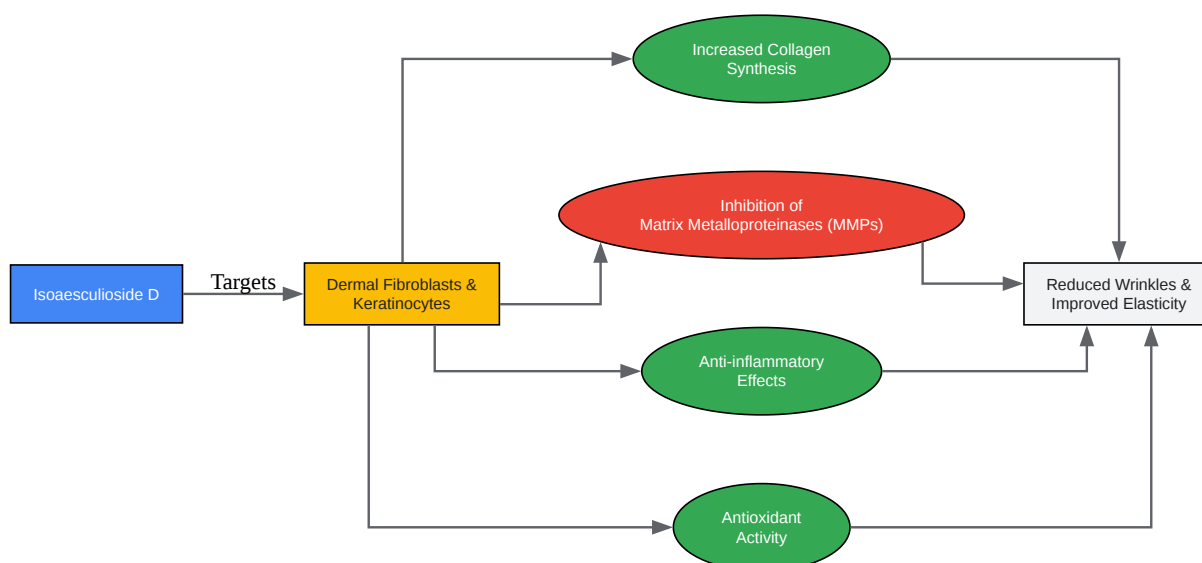 Increased Collagen
Synthesis
Inhibition of
Matrix Metalloproteinases (MMPs)
Isoaesculioside D
Targets
Dermal Fibroblasts &
Keratinocytes
Reduced Wrinkles &
Improved Elasticity
Anti-inflammatory
Effects
Antioxidant
Activity